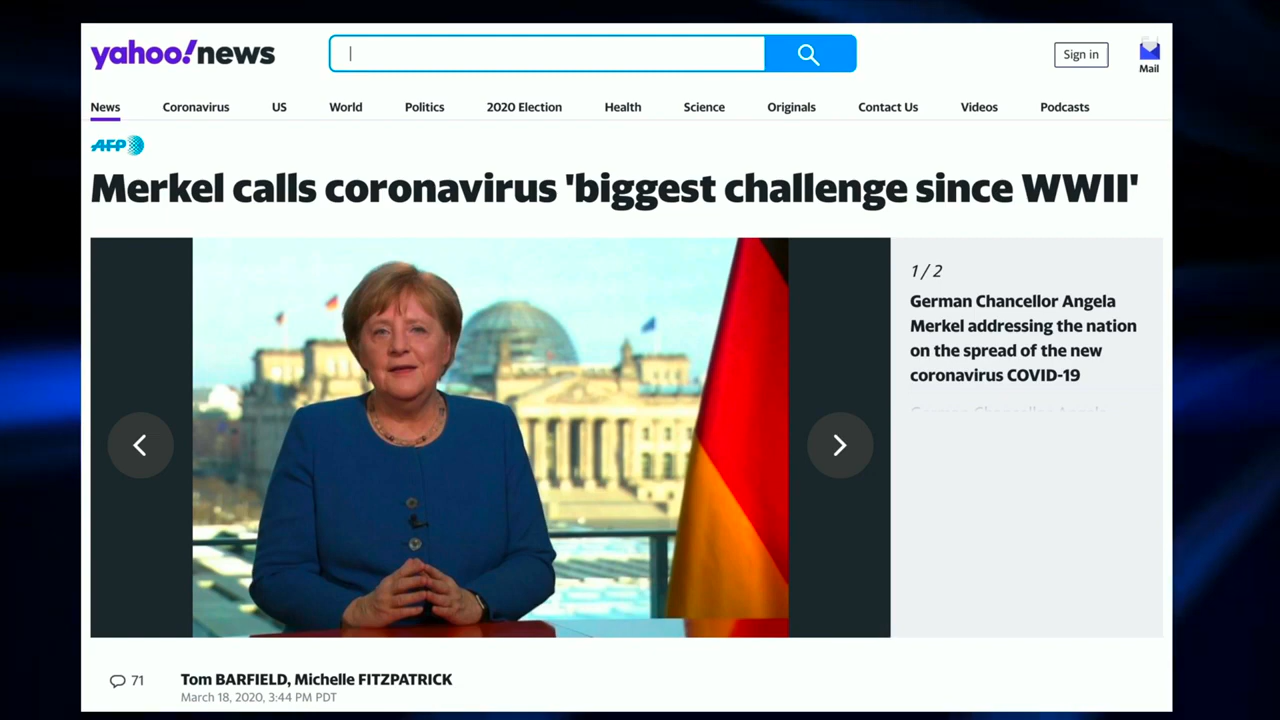 yahoo!news
Sign in
Mail
News Coronavirus US World Politics 2020 Election Health Science Originals Contact Us Videos Podcasts
AFP
Merkel calls coronavirus 'biggest challenge since WWII'
1 / 2
German Chancellor Angela
Merkel addressing the nation
on the spread of the new
coronavirus COVID-19
German Chancellor Angela
71
Tom BARFIELD, Michelle FITZPATRICK
March 18, 2020, 3:44 PM PDT